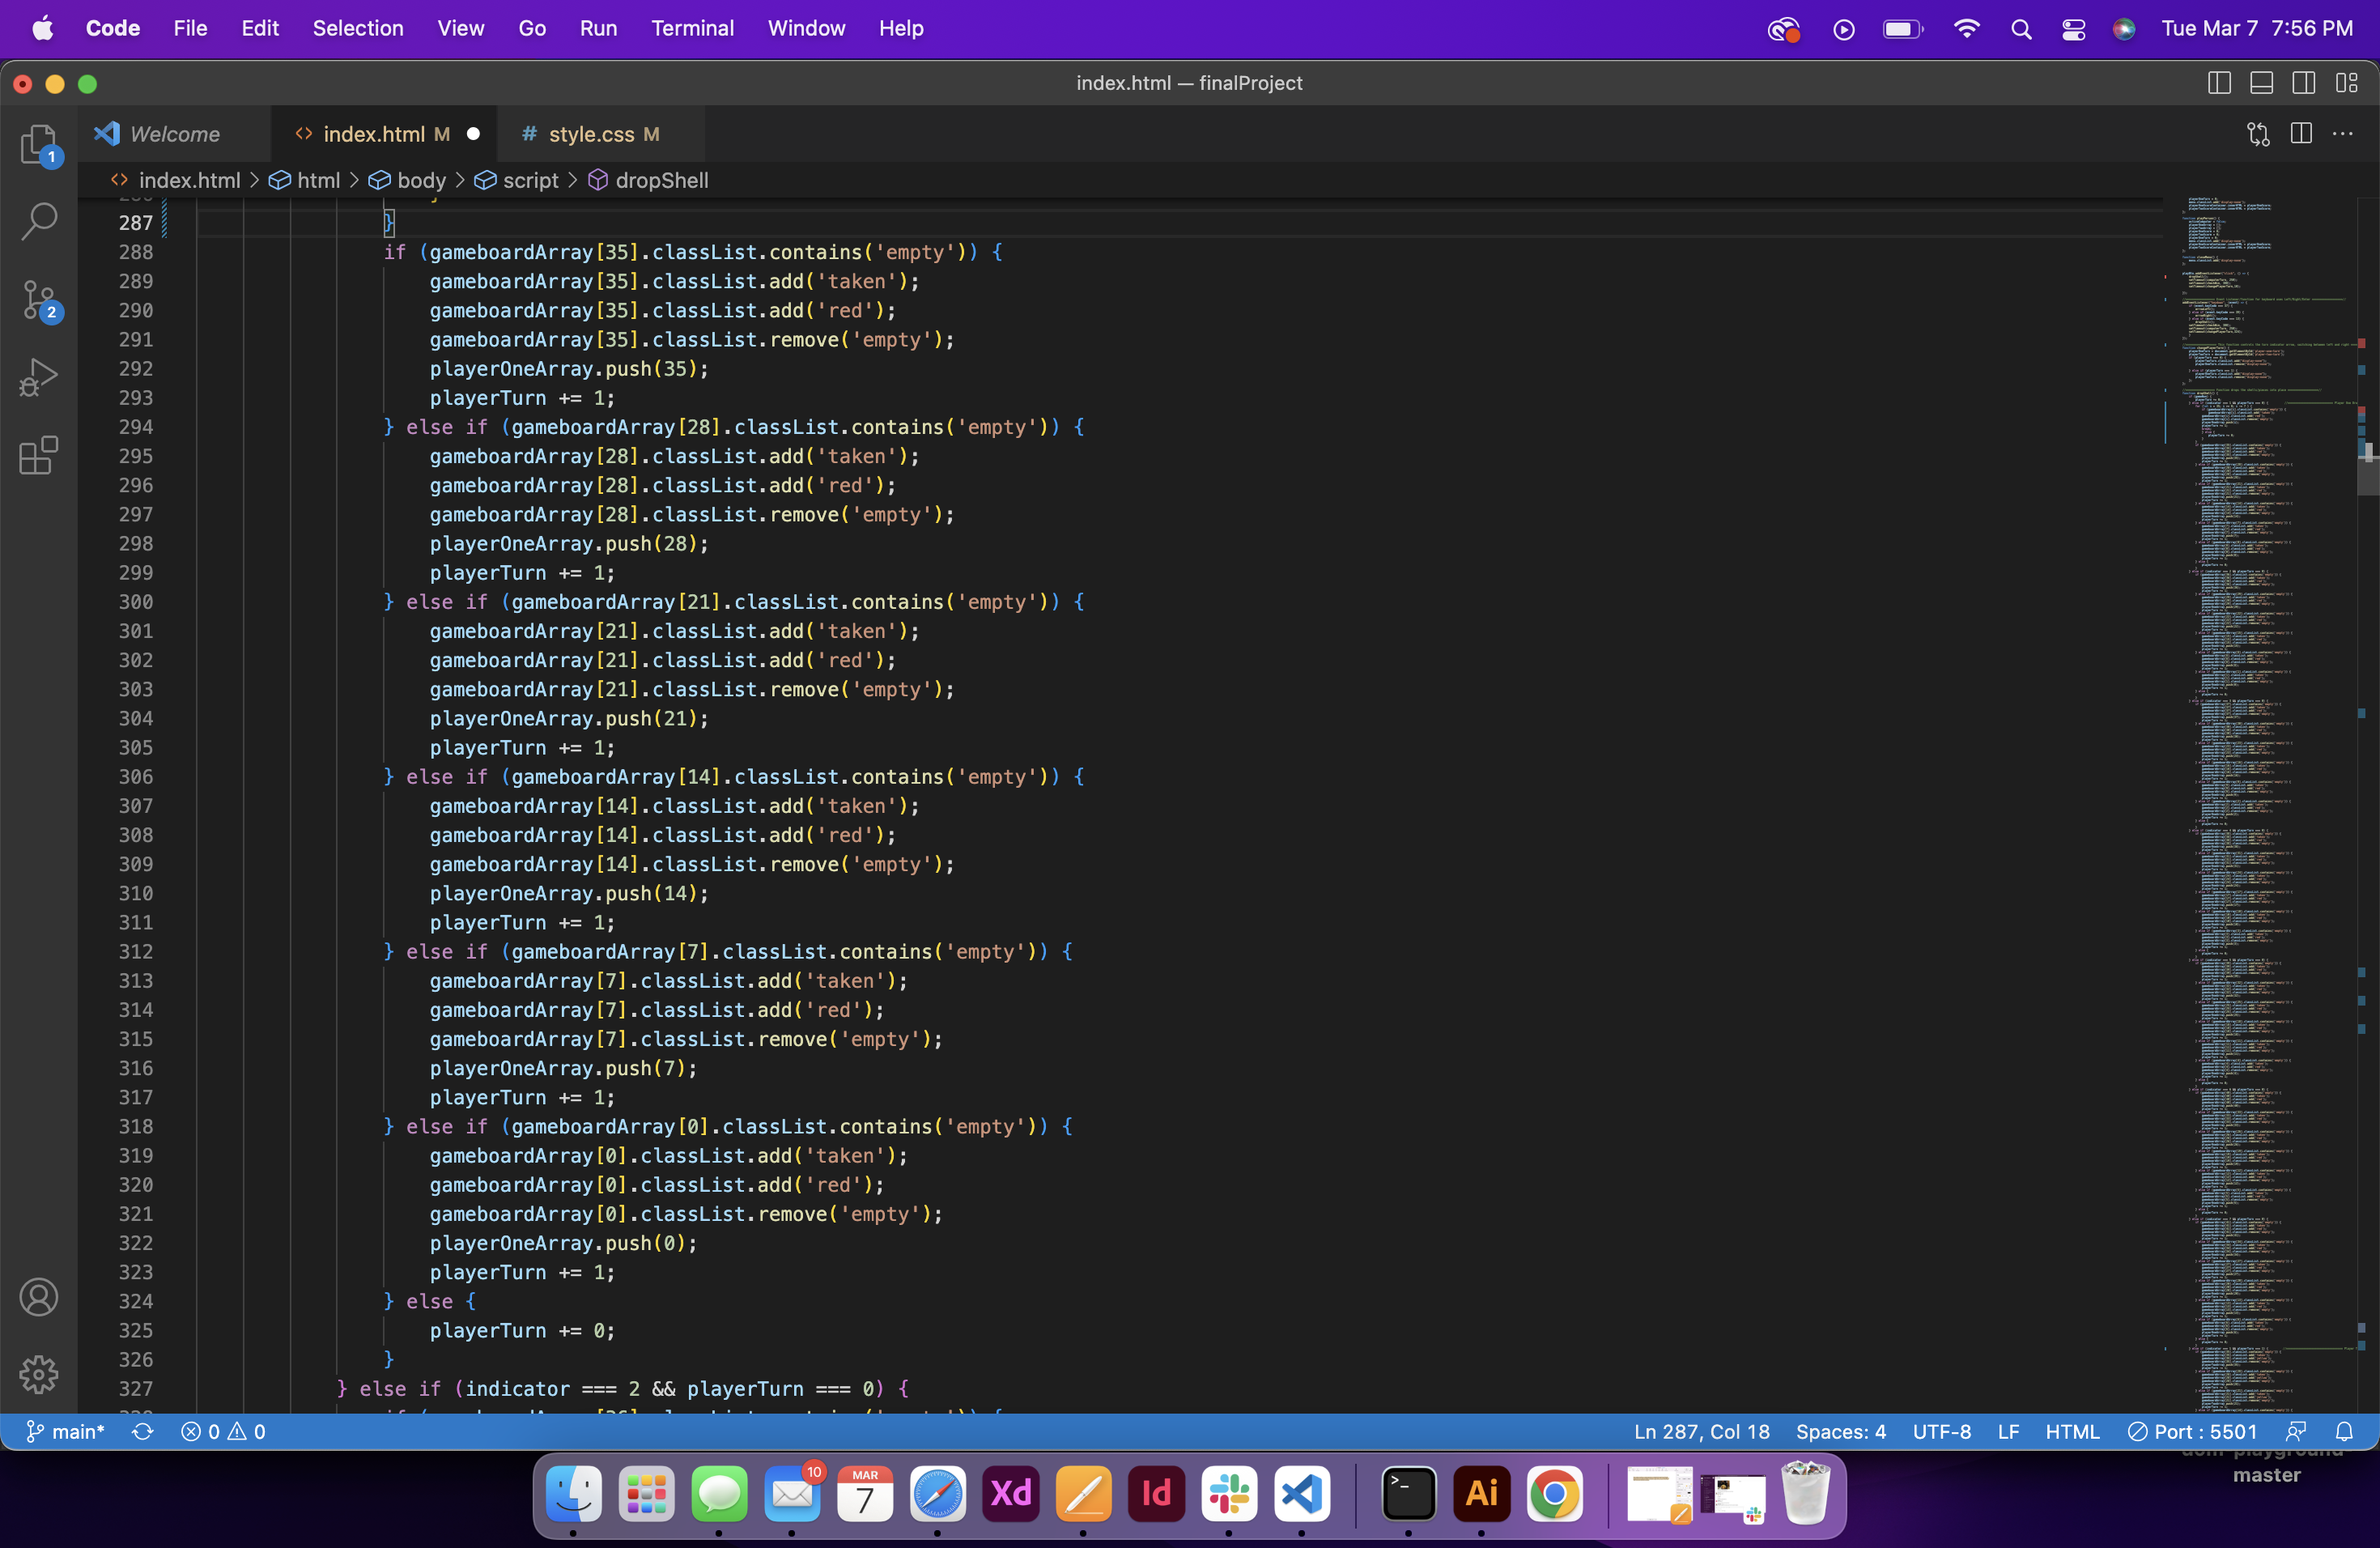 Code File Edit Selection View Go Run Terminal Window Help Tue Mar 7 7:56 PM
index.html — finalProject
Welcome index.html M style.css M
1
index.html > html > body > script > dropShell
287 }
288 if (gameboardArray[35].classList.contains('empty')) {
289 gameboardArray[35].classList.add('taken');
290 gameboardArray[35].classList.add('red');
291 gameboardArray[35].classList.remove('empty');
292 playerOneArray.push(35);
293 playerTurn += 1;
294 } else if (gameboardArray[28].classList.contains('empty')) {
295 gameboardArray[28].classList.add('taken');
296 gameboardArray[28].classList.add('red');
297 gameboardArray[28].classList.remove('empty');
298 playerOneArray.push(28);
299 playerTurn += 1;
300 } else if (gameboardArray[21].classList.contains('empty')) {
301 gameboardArray[21].classList.add('taken');
302 gameboardArray[21].classList.add('red');
303 gameboardArray[21].classList.remove('empty');
304 playerOneArray.push(21);
305 playerTurn += 1;
306 } else if (gameboardArray[14].classList.contains('empty')) {
307 gameboardArray[14].classList.add('taken');
308 gameboardArray[14].classList.add('red');
309 gameboardArray[14].classList.remove('empty');
310 playerOneArray.push(14);
311 playerTurn += 1;
312 } else if (gameboardArray[7].classList.contains('empty')) {
313 gameboardArray[7].classList.add('taken');
314 gameboardArray[7].classList.add('red');
315 gameboardArray[7].classList.remove('empty');
316 playerOneArray.push(7);
317 playerTurn += 1;
318 } else if (gameboardArray[0].classList.contains('empty')) {
319 gameboardArray[0].classList.add('taken');
320 gameboardArray[0].classList.add('red');
321 gameboardArray[0].classList.remove('empty');
322 playerOneArray.push(0);
323 playerTurn += 1;
324 } else {
325 playerTurn += 0;
326 }
327 } else if (indicator === 2 && playerTurn === 0) {
2
main* 0 0 Ln 287, Col 18 Spaces: 4 UTF-8 LF HTML Port : 5501
master
10
MAR
7
Xd Id Ai